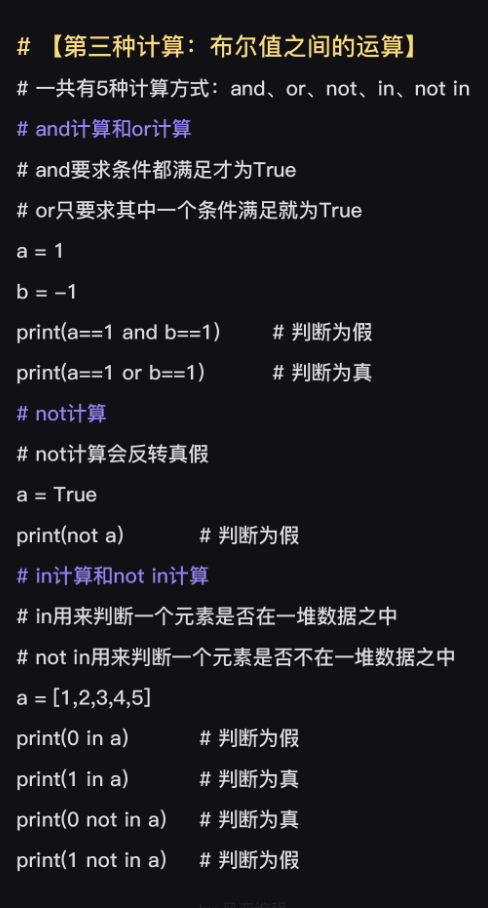 # 【第三种计算：布尔值之间的运算】
# 一共有5种计算方式：and、or、not、in、not in
# and计算和or计算
# and要求条件都满足才为True
# or只要求其中一个条件满足就为True
a = 1
b = -1
print(a==1 and b==1) # 判断为假
print(a==1 or b==1) # 判断为真
# not计算
# not计算会反转真假
a = True
print(not a) # 判断为假
# in计算和not in计算
# in用来判断一个元素是否在一堆数据之中
# not in用来判断一个元素是否不在一堆数据之中
a = [1,2,3,4,5]
print(0 in a) # 判断为假
print(1 in a) # 判断为真
print(0 not in a) # 判断为真
print(1 not in a) # 判断为假